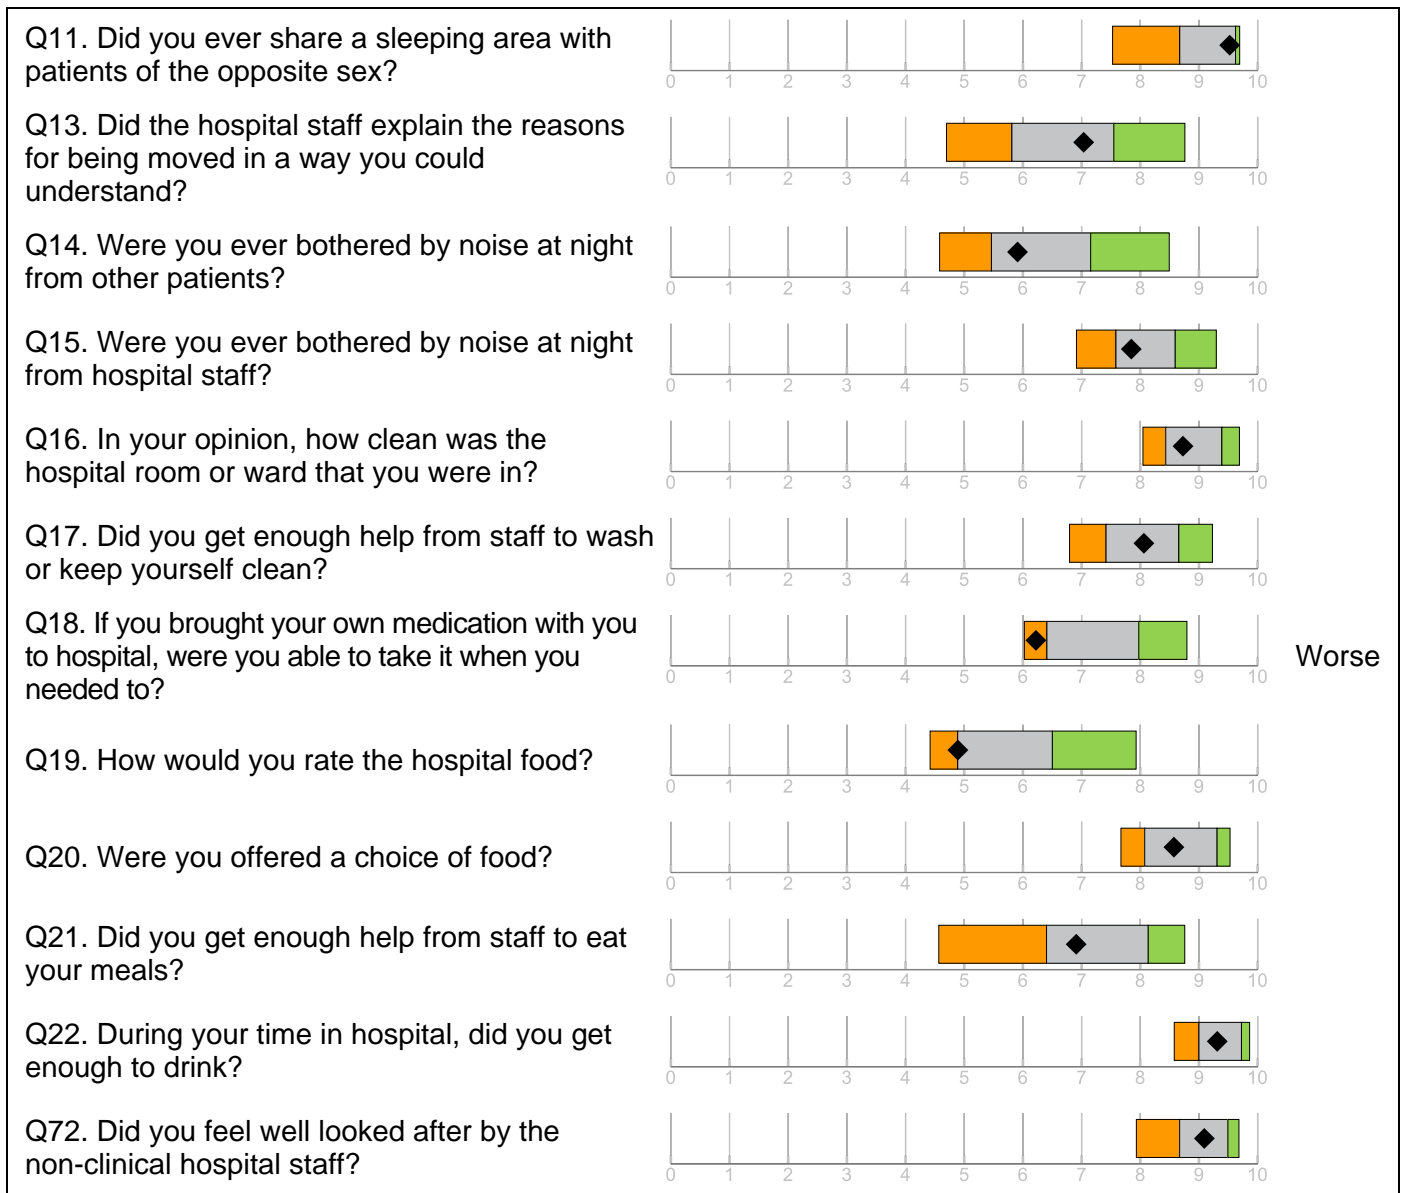 Q11. Did you ever share a sleeping area with
patients of the opposite sex?
0 1 2 3 4 5 6 7 8 9 10
Q13. Did the hospital staff explain the reasons
for being moved in a way you could
understand?
0 1 2 3 4 5 6 7 8 9 10
Q14. Were you ever bothered by noise at night
from other patients?
0 1 2 3 4 5 6 7 8 9 10
Q15. Were you ever bothered by noise at night
from hospital staff?
0 1 2 3 4 5 6 7 8 9 10
Q16. In your opinion, how clean was the
hospital room or ward that you were in?
0 1 2 3 4 5 6 7 8 9 10
Q17. Did you get enough help from staff to wash
or keep yourself clean?
0 1 2 3 4 5 6 7 8 9 10
Q18. If you brought your own medication with you
to hospital, were you able to take it when you
needed to?
0 1 2 3 4 5 6 7 8 9 10
Worse
Q19. How would you rate the hospital food?
0 1 2 3 4 5 6 7 8 9 10
Q20. Were you offered a choice of food?
0 1 2 3 4 5 6 7 8 9 10
Q21. Did you get enough help from staff to eat
your meals?
0 1 2 3 4 5 6 7 8 9 10
Q22. During your time in hospital, did you get
enough to drink?
0 1 2 3 4 5 6 7 8 9 10
Q72. Did you feel well looked after by the
non-clinical hospital staff?
0 1 2 3 4 5 6 7 8 9 10